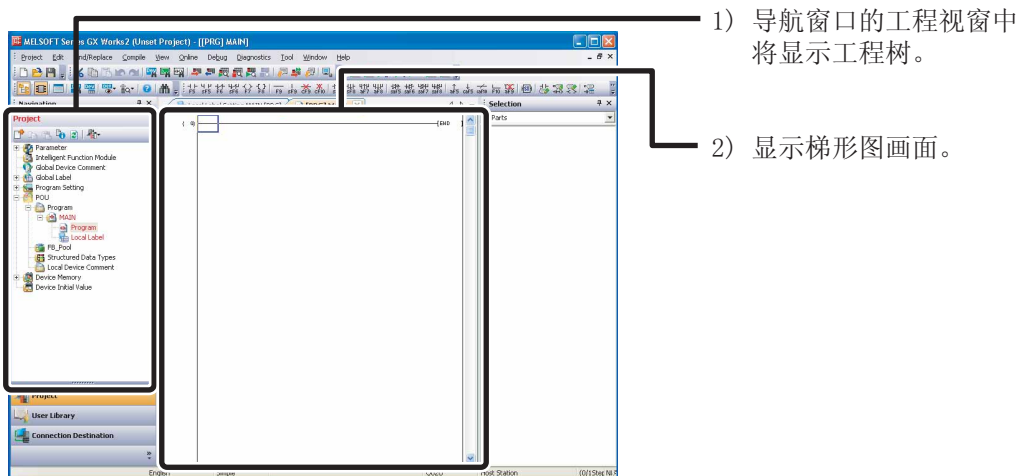 1) 导航窗口的工程视窗中
将显示工程树。
2) 显示梯形图画面。
MELSOFT Series GX Works2 (Unset Project) - [[PRG] MAIN]
Project Edit Find/Replace Compile View Online Debug Diagnostics Tool Window Help
Navigation
Selection
Project
Parts
( 0)
[END ]
Parameter
Intelligent Function Module
Global Device Comment
Global Label
Program Setting
POU
Program
MAIN
Program
Local Label
FB_Pool
Structured Data Types
Local Device Comment
Device Memory
Device Initial Value
Project
User Library
Connection Destination
English Simple Host Station